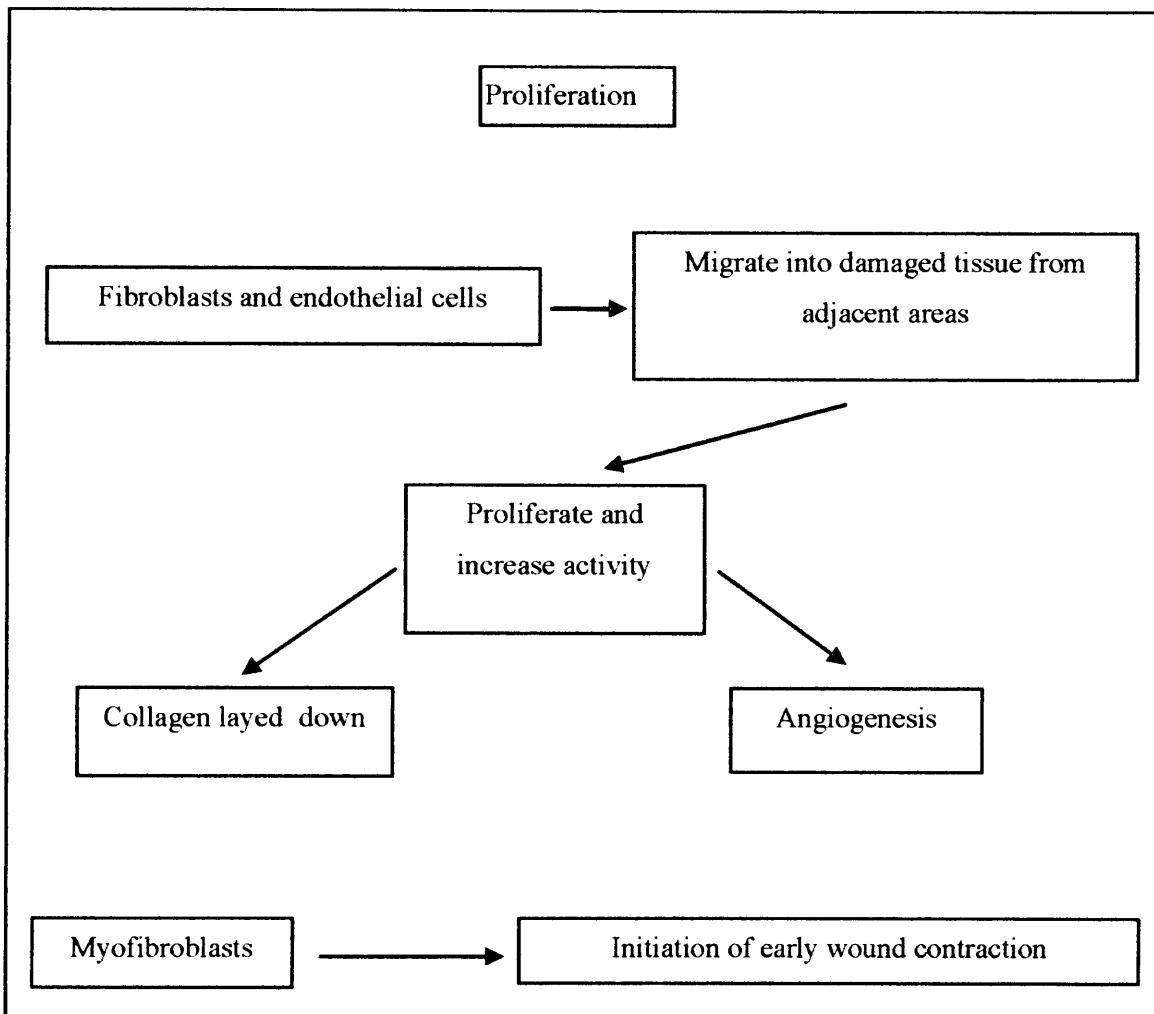 Proliferation
Fibroblasts and endothelial cells
Migrate into damaged tissue from
adjacent areas
Proliferate and
increase activity
Collagen layed down
Angiogenesis
Myofibroblasts
Initiation of early wound contraction